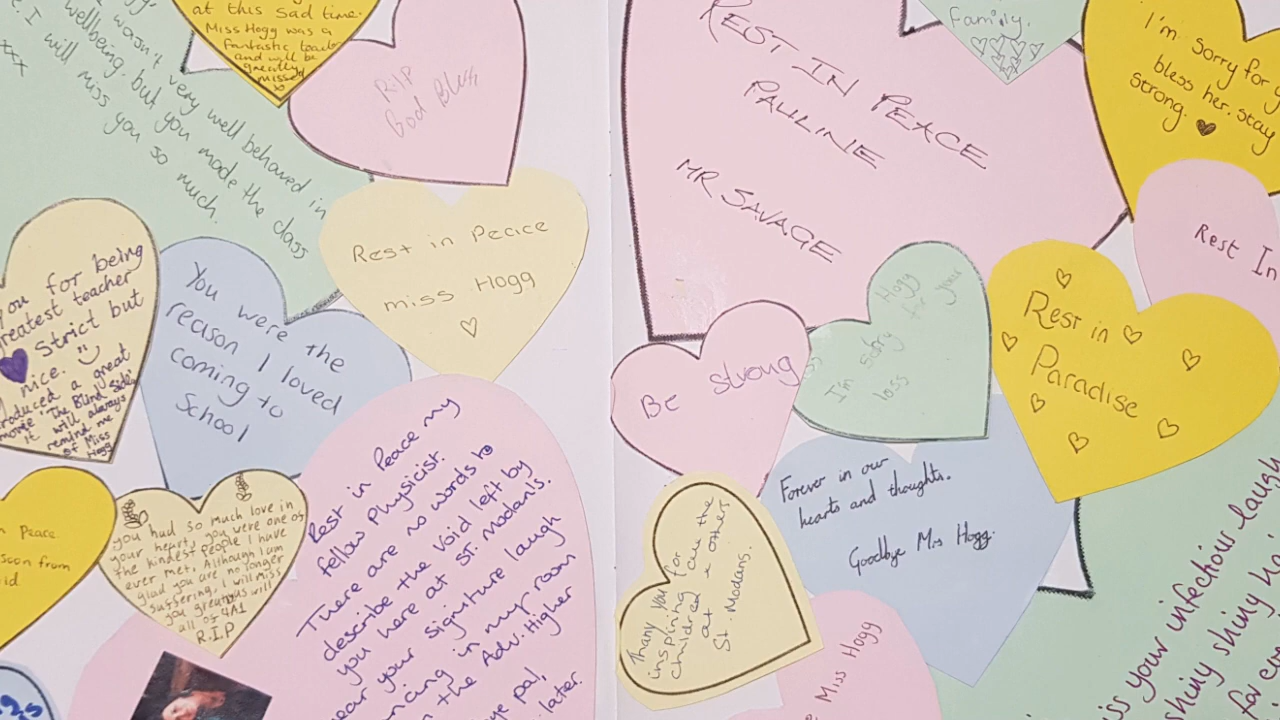 at this sad time.
Miss Hogg was a
fantastic
and will be
greatly
missed
x
RIP
God Bless
wasn't very well behaved in
wellbeing. but you made the class
I will miss you so much.
xxx
Rest in Peace
miss Hogg
you for being
greatest teacher
Strict but
nice.
produced a great
movie 'The Blind Side'
it will always
remind me
of Miss
Hogg
You were the
reason I loved
coming to
School
Peace
soon from
you had so much love in
your heart, you were one of
the kindest people I have
ever met. Although I am
glad you are no longer
suffering, I will miss
you greatly
all of 4A1
R.I.P
Rest in Peace my
fellow Physicist.
There are no words to
describe the void left by
you here at St. Modan's.
your signiture laugh
in my room
the Adv. Higher
pal,
later.
REST IN PEACE
PAULINE
MR SAVAGE
Family.
I'm sorry for
bless her. stay
strong.
Rest In
Be strong
Hogg
I'm sorry for your
loss
Rest in
Paradise
Forever in our
hearts and thoughts.
Goodbye Mrs Hogg.
Thany you for
inspiring all the
children & others
at
St. Modans.
Miss Hogg
your infectious laugh
shiny shiny
for